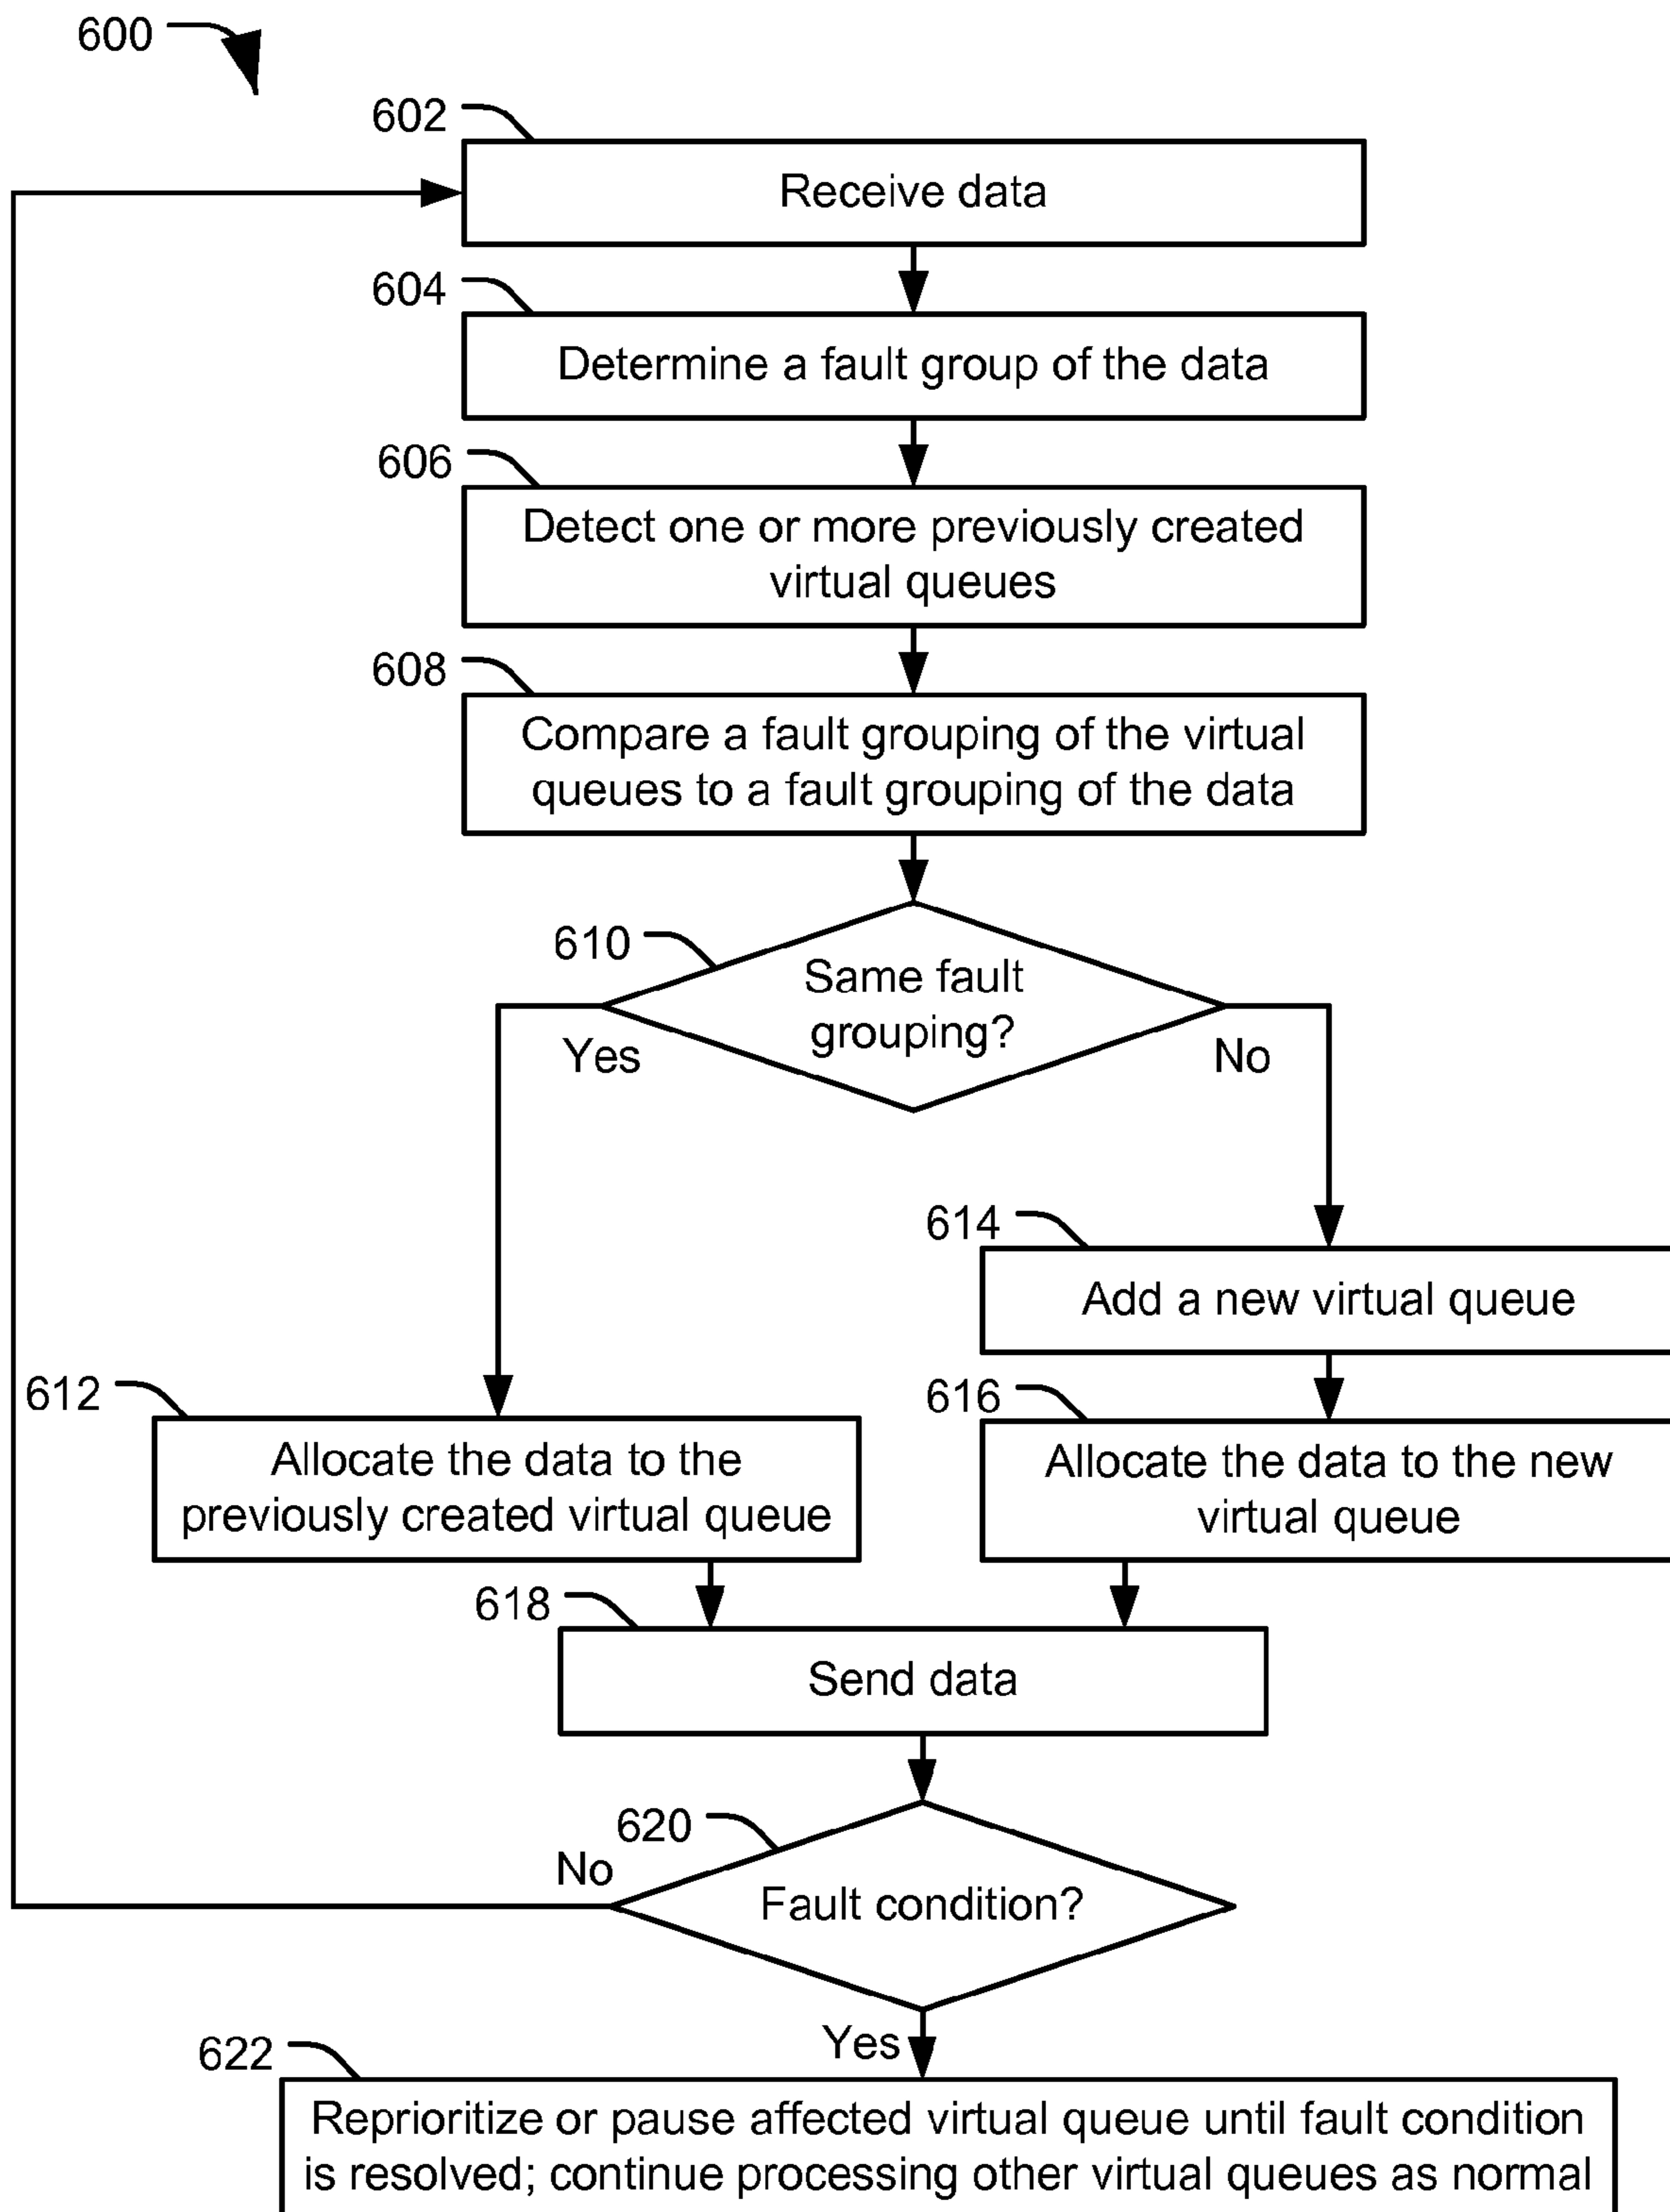 600
602
Receive data
604
Determine a fault group of the data
606
Detect one or more previously created
virtual queues
608
Compare a fault grouping of the virtual
queues to a fault grouping of the data
610
Same fault
grouping?
Yes
No
614
Add a new virtual queue
612
Allocate the data to the
previously created virtual queue
616
Allocate the data to the new
virtual queue
618
Send data
620
No
Fault condition?
Yes
622
Reprioritize or pause affected virtual queue until fault condition
is resolved; continue processing other virtual queues as normal